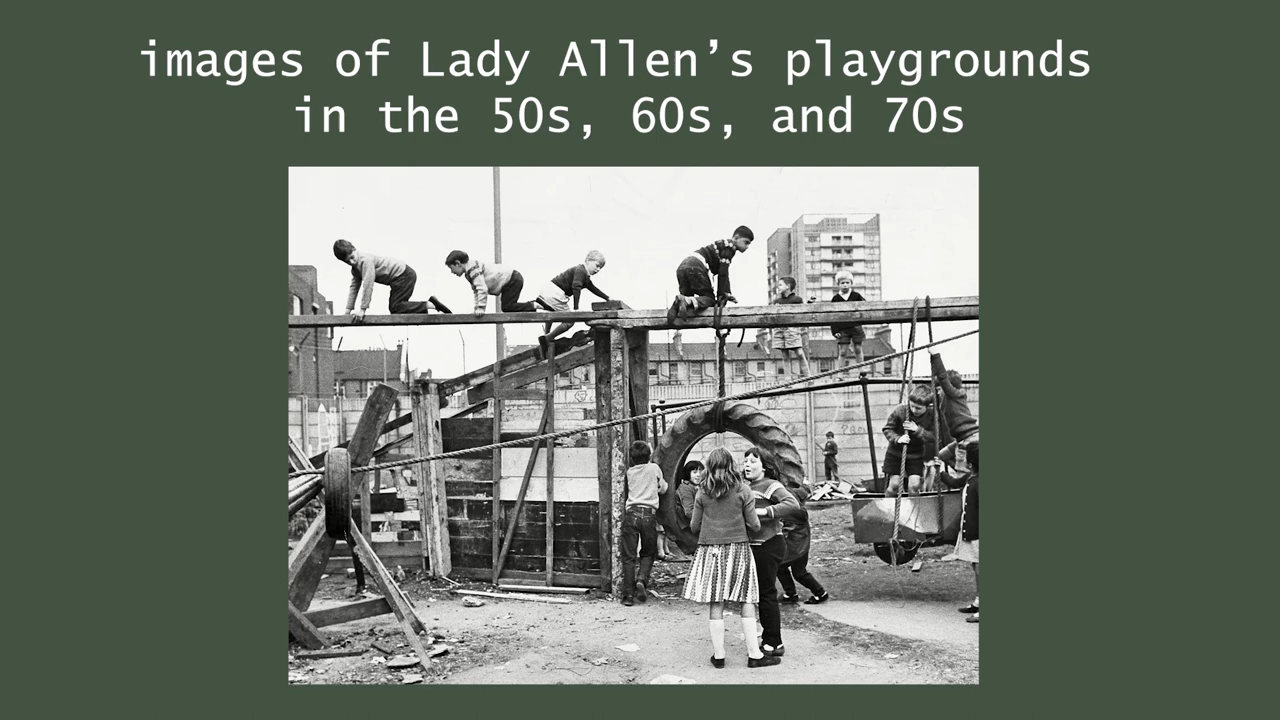 images of Lady Allen’s playgrounds
in the 50s, 60s, and 70s